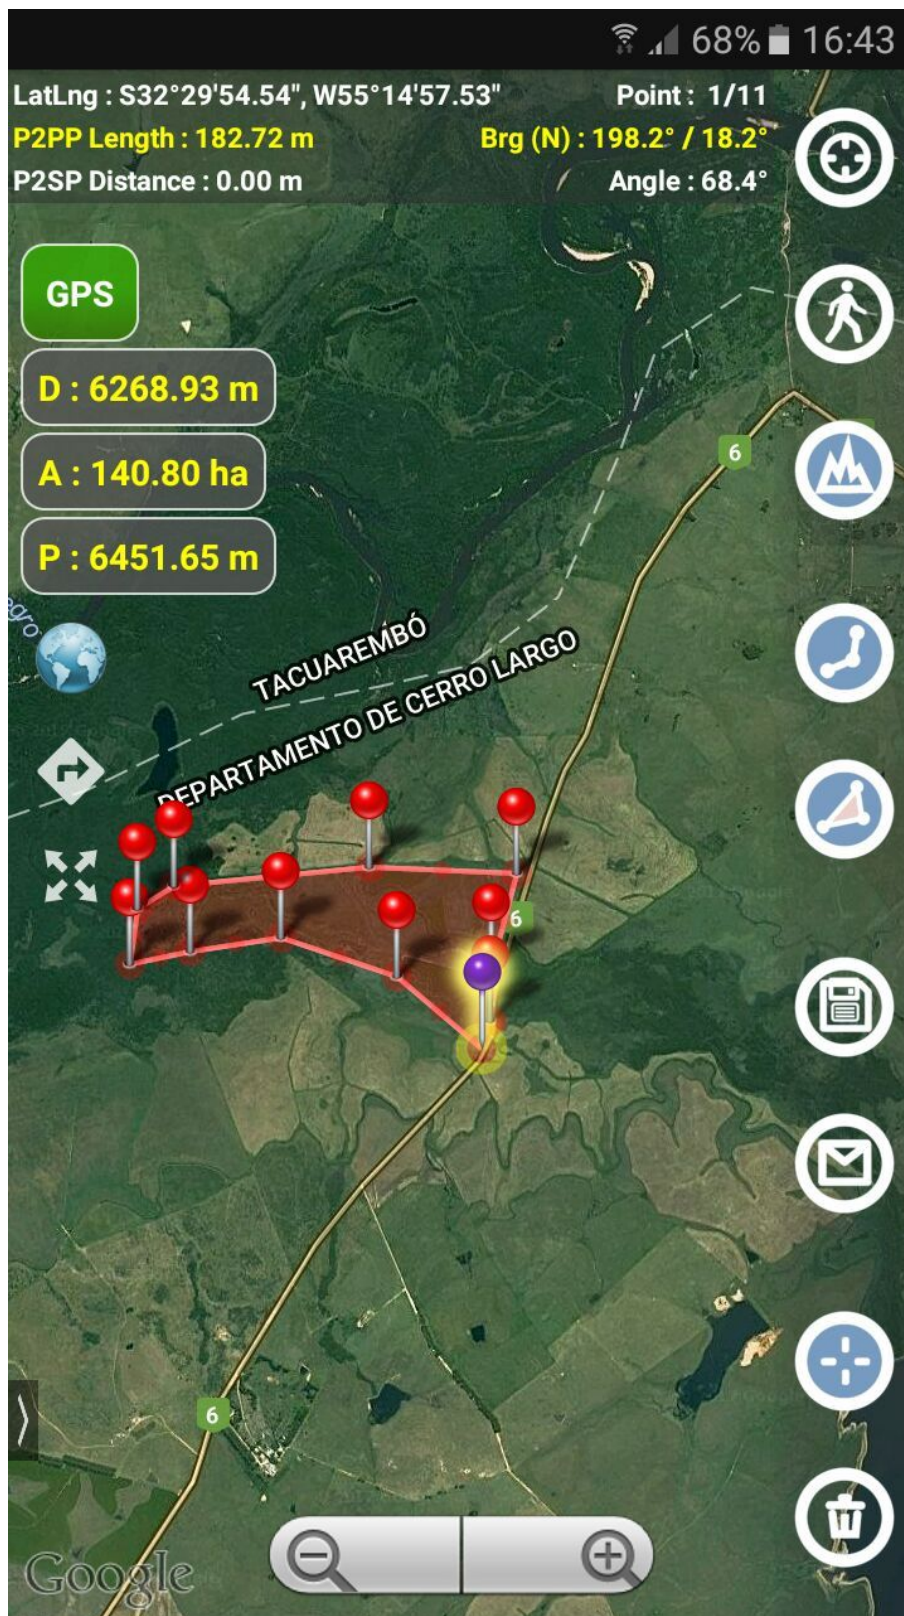 68% 16:43
LatLng : S32°29'54.54", W55°14'57.53" Point : 1/11
P2PP Length : 182.72 m Brg (N) : 198.2° / 18.2°
P2SP Distance : 0.00 m Angle : 68.4°
GPS
D : 6268.93 m
A : 140.80 ha
P : 6451.65 m
6
egro
TACUAREMBÓ
DEPARTAMENTO DE CERRO LARGO
6
6
Google